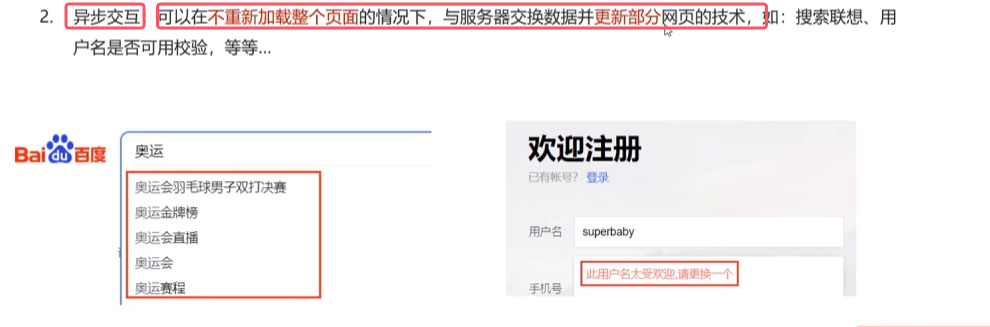 2. 异步交互：可以在不重新加载整个页面的情况下，与服务器交换数据并更新部分网页的技术，如：搜索联想、用
户名是否可用校验，等等...
Bai du 百度
奥运
奥运会羽毛球男子双打决赛
奥运金牌榜
奥运会直播
奥运会
奥运赛程
欢迎注册
已有帐号？ 登录
用户名 superbaby
此用户名太受欢迎,请更换一个
手机号